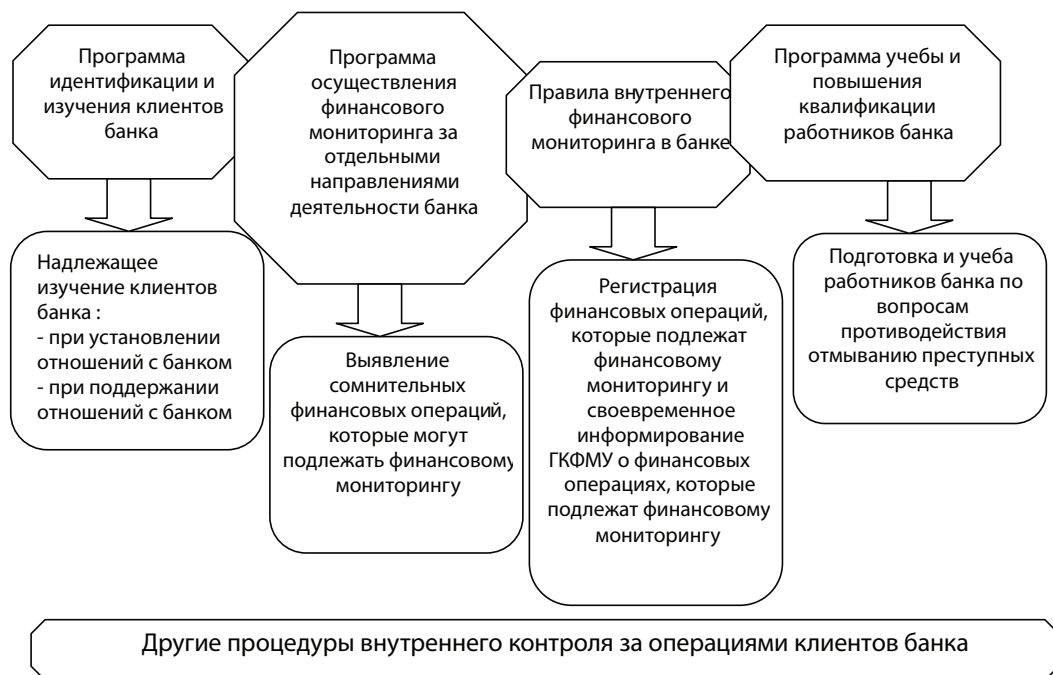 Программа
идентификации и
изучения клиентов
банка
Программа
осуществления
финансового
мониторинга за
отдельными
направлениями
деятельности банка
Правила внутреннего
финансового
мониторинга в банке
Программа учебы и
повышения
квалификации
работников банка
Надлежащее
изучение клиентов
банка :
- при установлении
отношений с банком
- при поддержании
отношений с банком
Выявление
сомнительных
финансовых операций,
которые могут
подлежать финансовому
мониторингу
Регистрация
финансовых операций,
которые подлежат
финансовому
мониторингу и
своевременное
информирование
ГКФМУ о финансовых
операциях, которые
подлежат финансовому
мониторингу
Подготовка и учеба
работников банка по
вопросам
противодействия
отмыванию преступных
средств
Другие процедуры внутреннего контроля за операциями клиентов банка